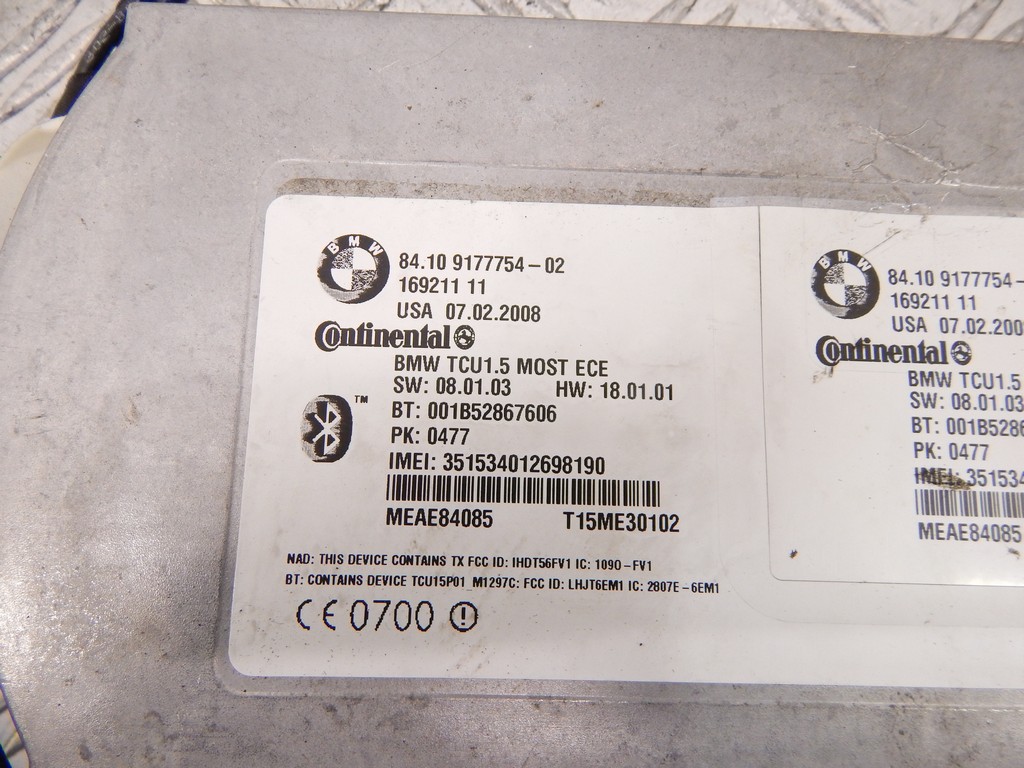 BMW
84.10 9177754-02
169211 11
USA 07.02.2008
Continental
BMW TCU1.5 MOST ECE
SW: 08.01.03 HW: 18.01.01
™
BT: 001B52867606
PK: 0477
IMEI: 351534012698190
MEAE84085 T15ME30102
NAD: THIS DEVICE CONTAINS TX FCC ID: IHDT56FV1 IC: 1090-FV1
BT: CONTAINS DEVICE TCU15P01_M1297C: FCC ID: LHJT6EM1 IC: 2807E-6EM1
CE 0700
BMW
84.10 9177754-
169211 11
USA 07.02.200
Continental
BMW TCU1.5
SW: 08.01.03
BT: 001B5286
PK: 0477
IMEI: 351534
MEAE84085